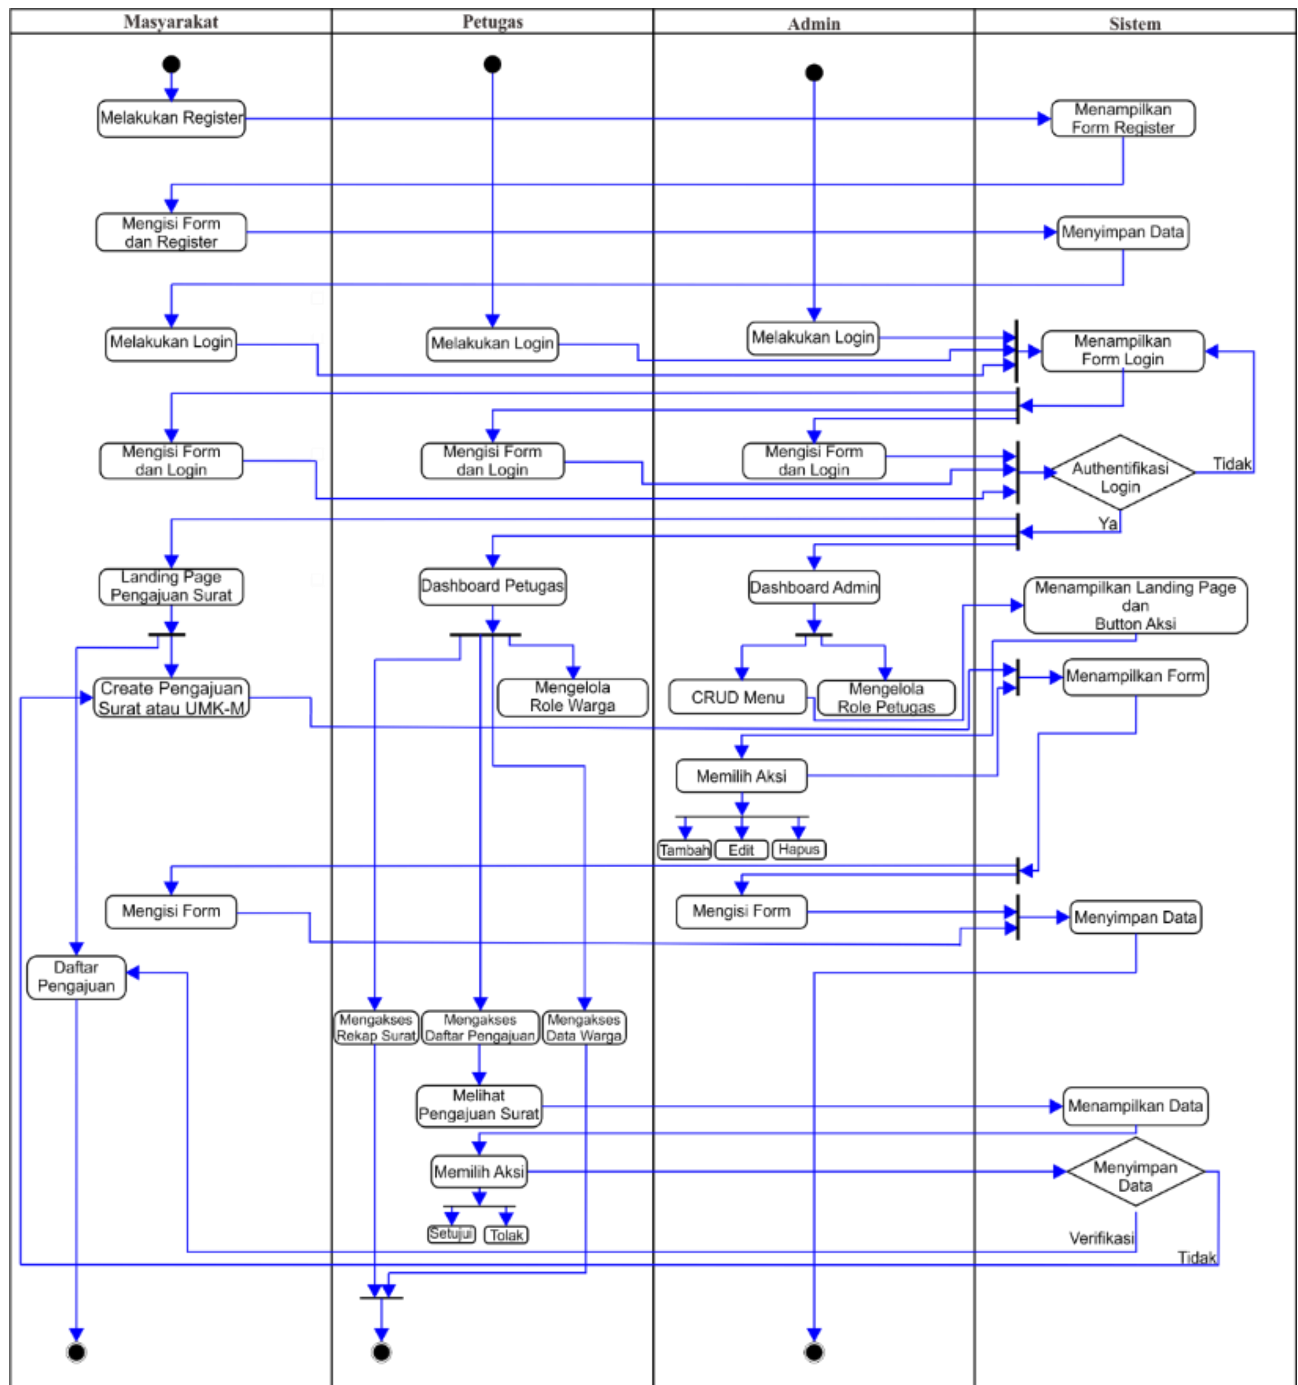 Masyarakat
Petugas
Admin
Sistem
Melakukan Register
Menampilkan
Form Register
Mengisi Form
dan Register
Menyimpan Data
Melakukan Login
Melakukan Login
Melakukan Login
Menampilkan
Form Login
Mengisi Form
dan Login
Mengisi Form
dan Login
Mengisi Form
dan Login
Authentifikasi
Login
Tidak
Ya
Landing Page
Pengajuan Surat
Dashboard Petugas
Dashboard Admin
Menampilkan Landing Page
dan
Button Aksi
Create Pengajuan
Surat atau UMK-M
Mengelola
Role Warga
CRUD Menu
Mengelola
Role Petugas
Menampilkan Form
Memilih Aksi
Tambah
Edit
Hapus
Mengisi Form
Mengisi Form
Menyimpan Data
Daftar
Pengajuan
Mengakses
Rekap Surat
Mengakses
Daftar Pengajuan
Mengakses
Data Warga
Melihat
Pengajuan Surat
Menampilkan Data
Memilih Aksi
Menyimpan
Data
Setujui
Tolak
Verifikasi
Tidak